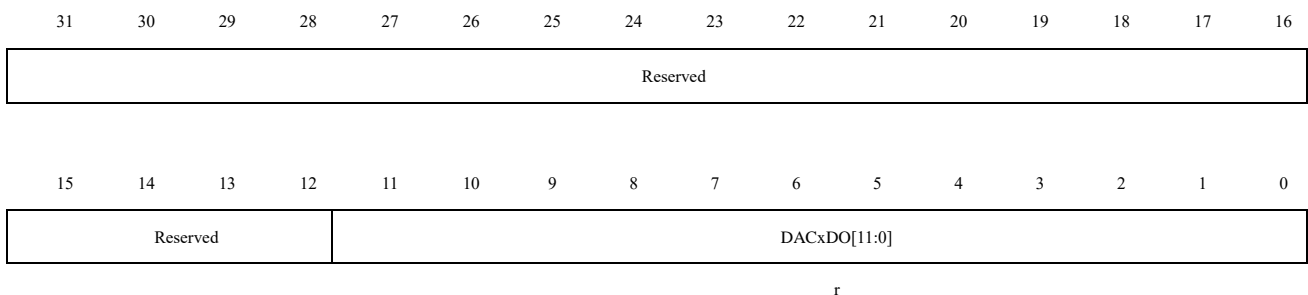 31 30 29 28 27 26 25 24 23 22 21 20 19 18 17 16
Reserved
15 14 13 12 11 10 9 8 7 6 5 4 3 2 1 0
Reserved DACxDO[11:0]
r